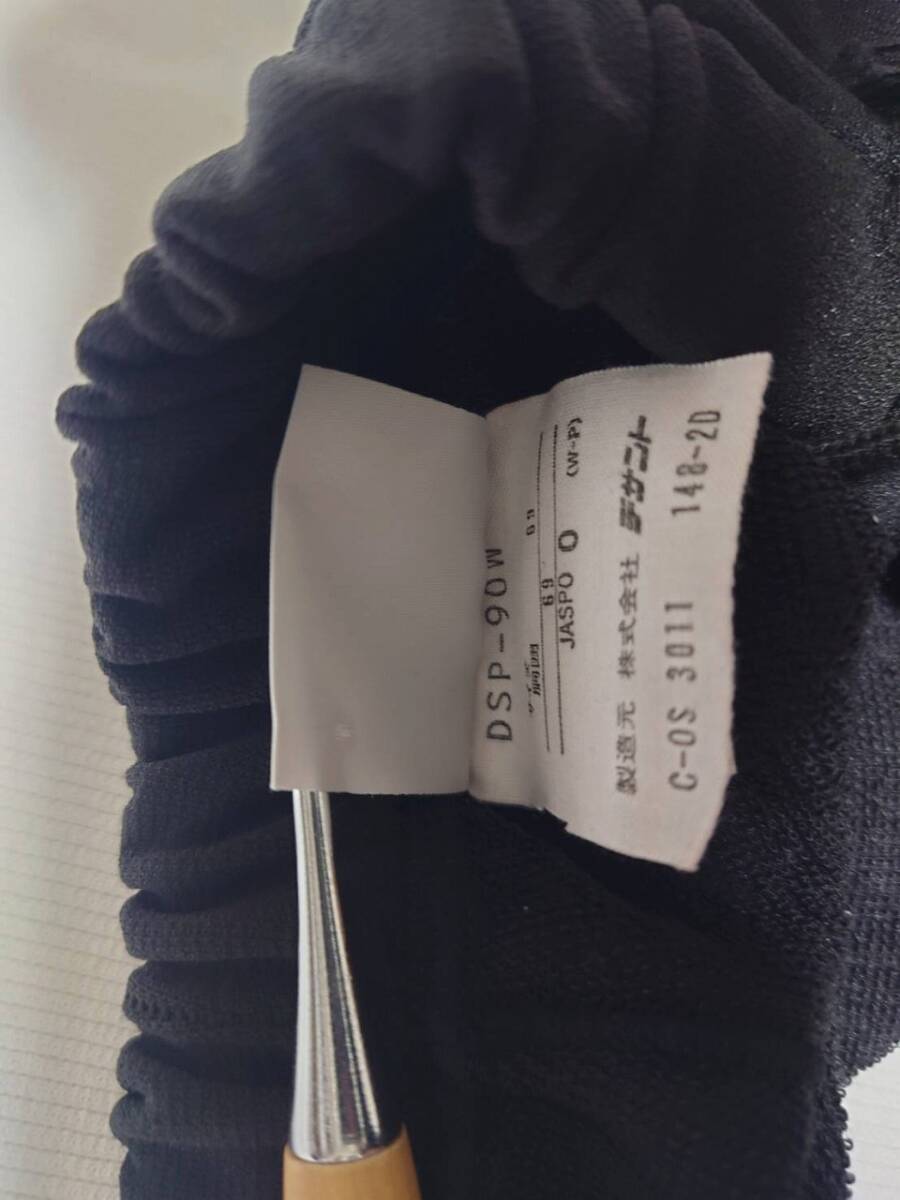 DSP-90W
69
69
JASPO O (W-P)
製造元 株式会社 デサント
C-OS 3011 148-2D